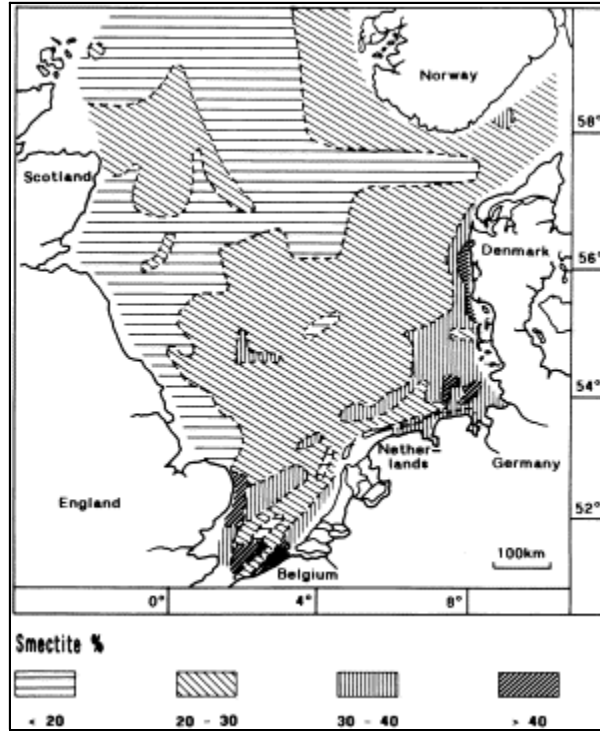 Norway
58°
Scotland
Denmark
56°
54°
Nether-
lands
Germany
England
52°
100km
Belgium
0° 4° 8°
Smectite %
< 20 20 - 30 30 - 40 > 40